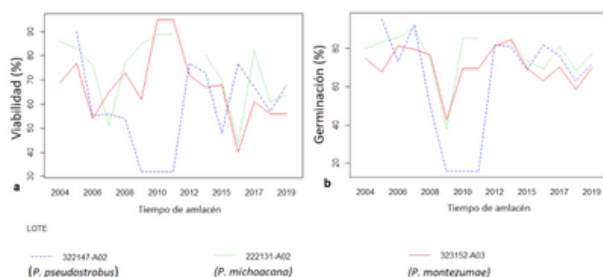 Viabilidad (%)
90
80
70
60
50
40
30
2004 2006 2008 2010 2012 2015 2017 2019
a
Tiempo de amlacén
Germinación (%)
80
60
40
20
2004 2006 2008 2010 2012 2015 2017 2019
b
Tiempo de amlacén
LOTE
322147-A02 222131-A02 323152-A03
(P. pseudostrobus) (P. michoacana) (P. montezumae)